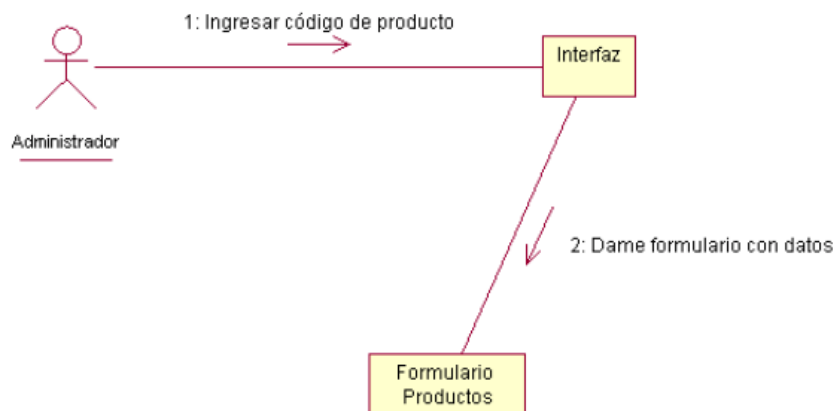 1: Ingresar código de producto
Interfaz
Administrador
2: Dame formulario con datos
Formulario
Productos